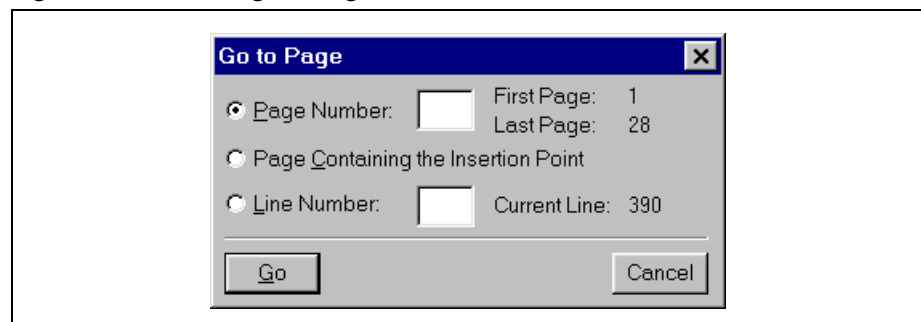 Go to Page
Page Number:
First Page: 1
Last Page: 28
Page Containing the Insertion Point
Line Number:
Current Line: 390
Go
Cancel